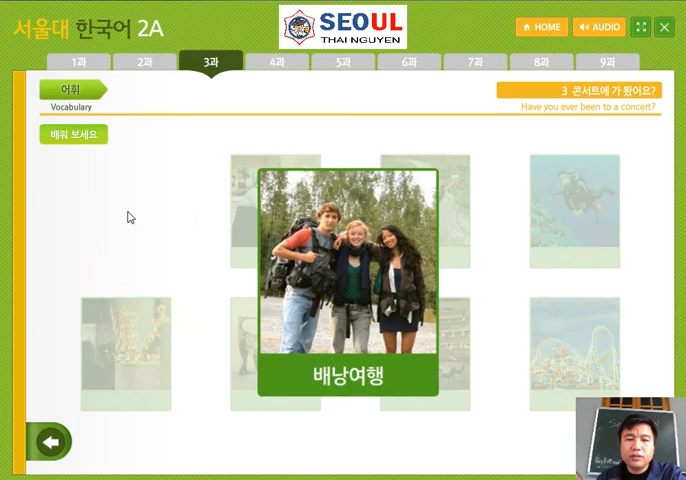 서울대 한국어 2A
SEOUL
THAI NGUYEN
HOME
AUDIO
1과
2과
3과
4과
5과
6과
7과
8과
9과
어휘
Vocabulary
3 콘서트에 가 봤어요?
Have you ever been to a concert?
배워 보세요
배낭여행